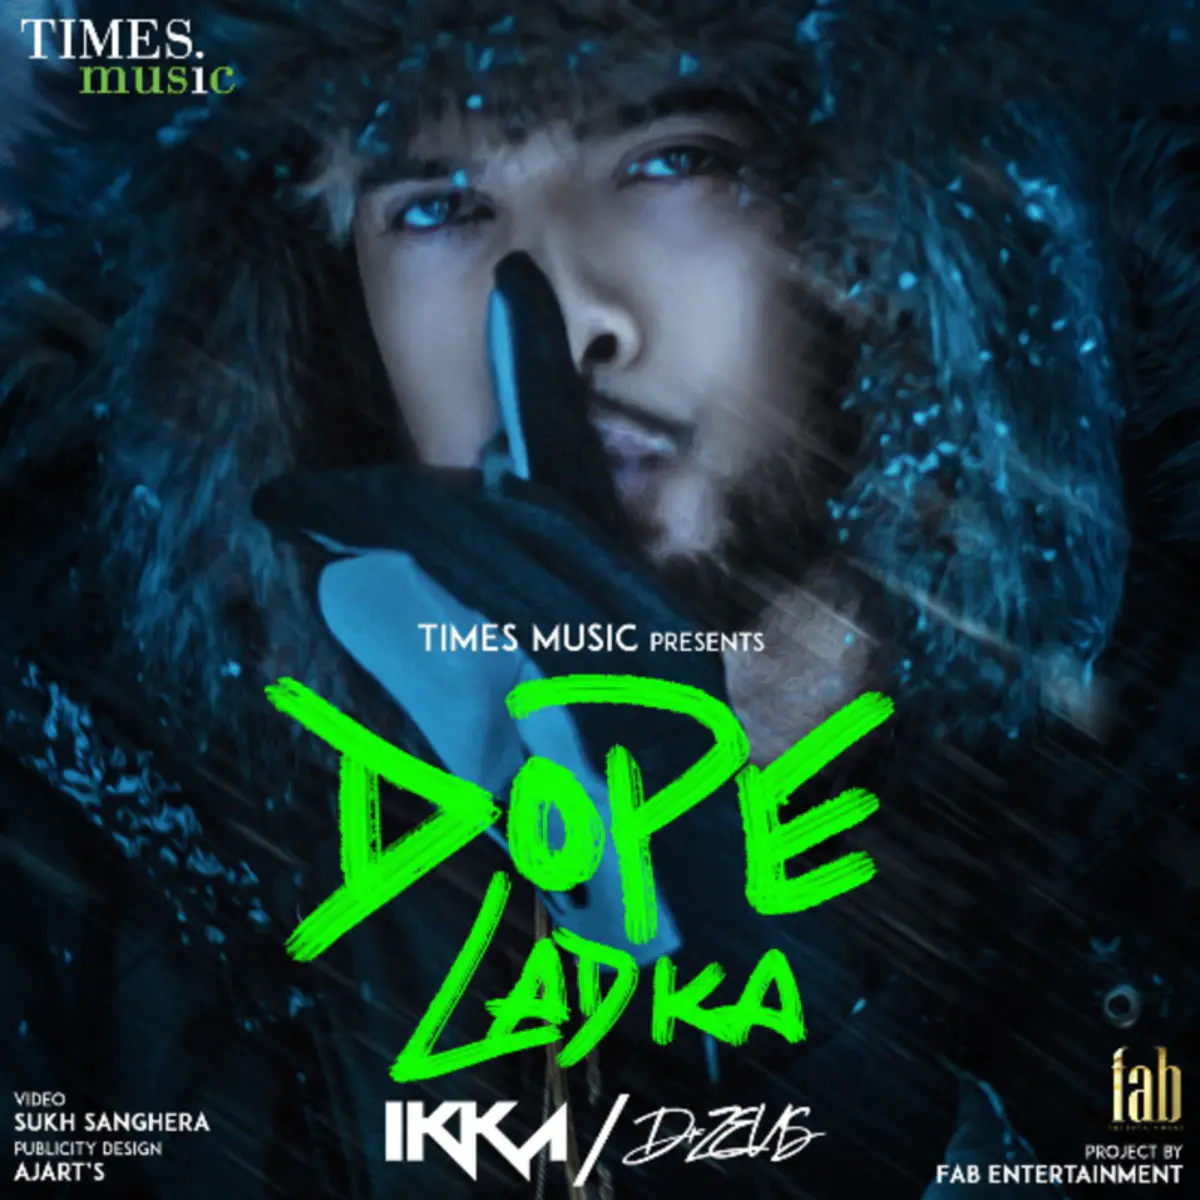 TIMES.
music
TIMES MUSIC PRESENTS
DOPE
LADKA
IKKA / Dr ZEUS
VIDEO
SUKH SANGHERA
PUBLICITY DESIGN
AJART'S
fab
PROJECT BY
FAB ENTERTAINMENT